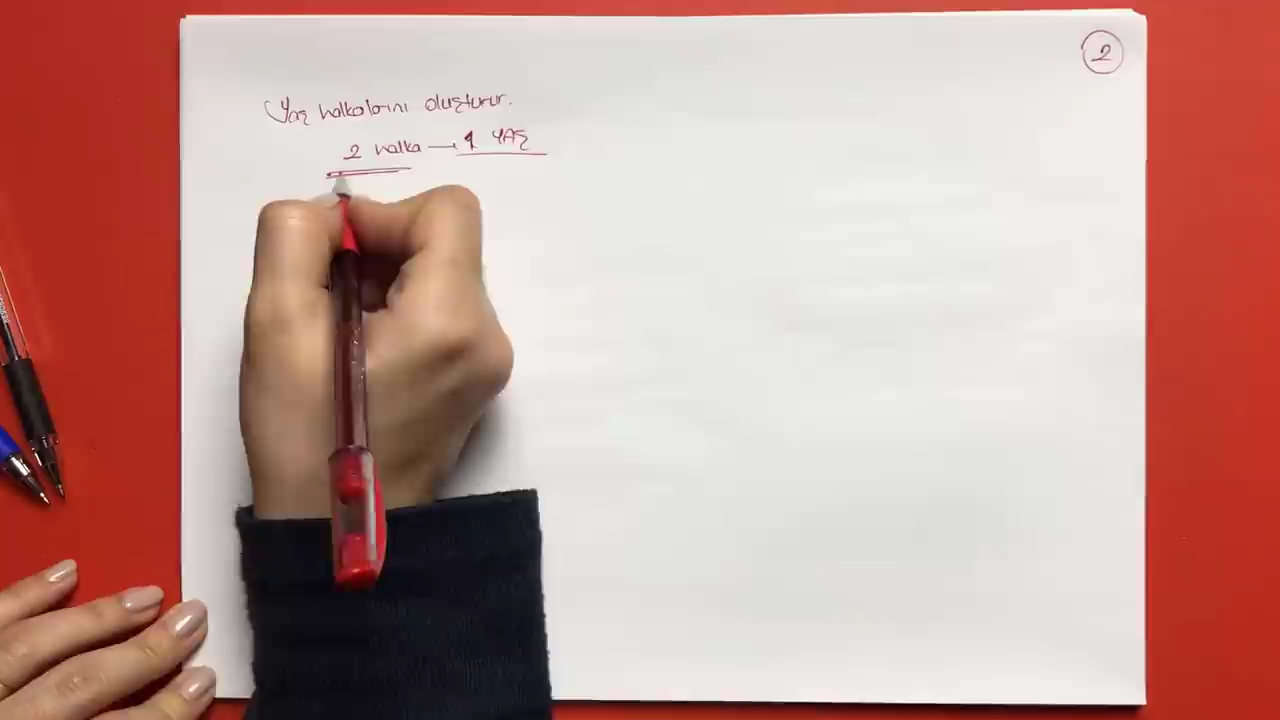 2
Yaş halkalarını oluşturur.
2 halka → 1 YAŞ